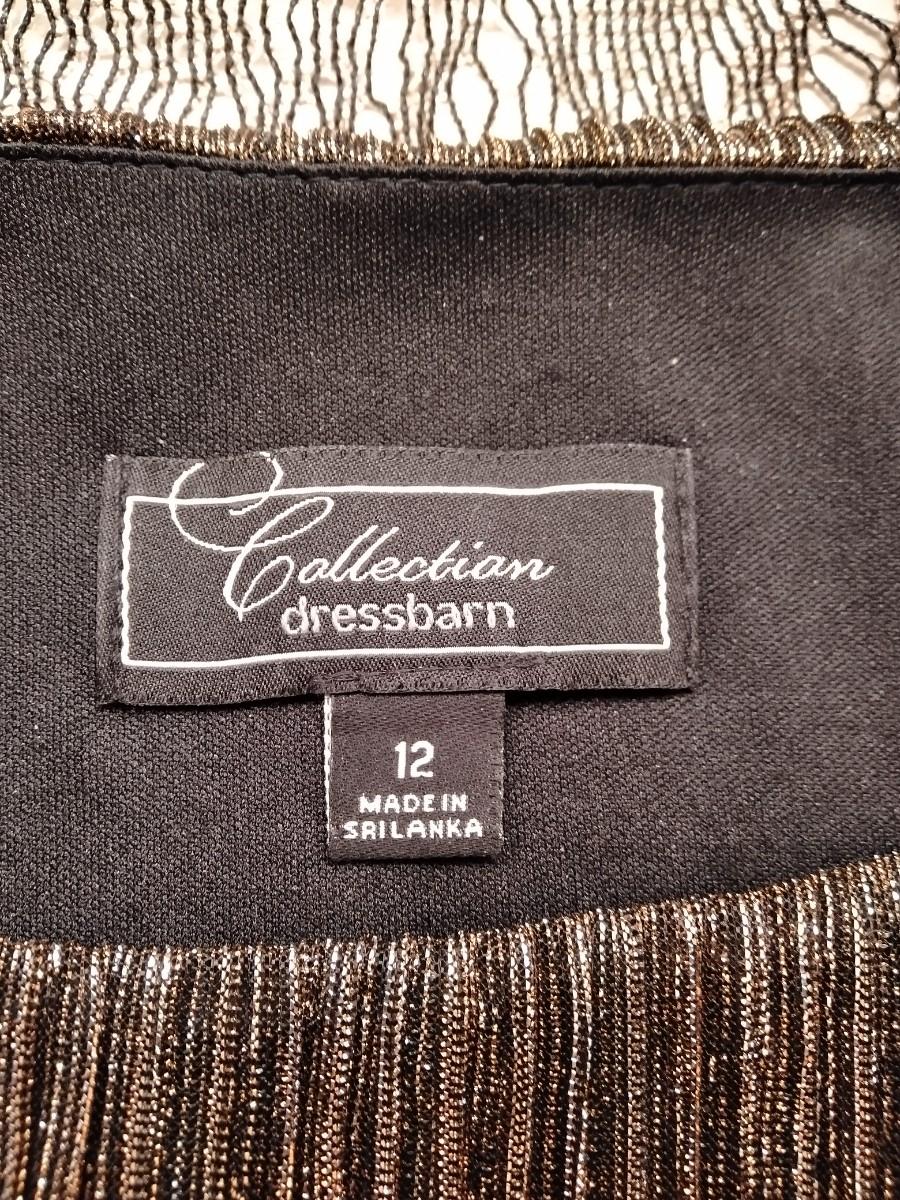 Collection
dressbarn
12
MADE IN
SRI LANKA